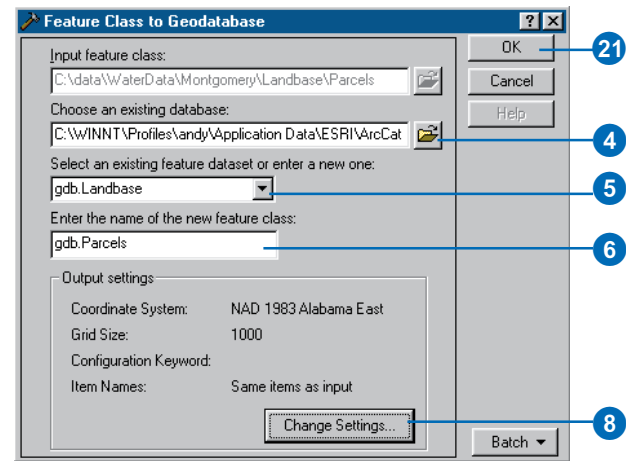 Feature Class to Geodatabase
Input feature class:
C:\data\WaterData\Montgomery\Landbase\Parcels
Choose an existing database:
C:\WINNT\Profiles\andy\Application Data\ESRI\ArcCat
Select an existing feature dataset or enter a new one:
gdb.Landbase
Enter the name of the new feature class:
gdb.Parcels
Output settings
Coordinate System: NAD 1983 Alabama East
Grid Size: 1000
Configuration Keyword:
Item Names: Same items as input
Change Settings...
OK
Cancel
Help
Batch
21
4
5
6
8